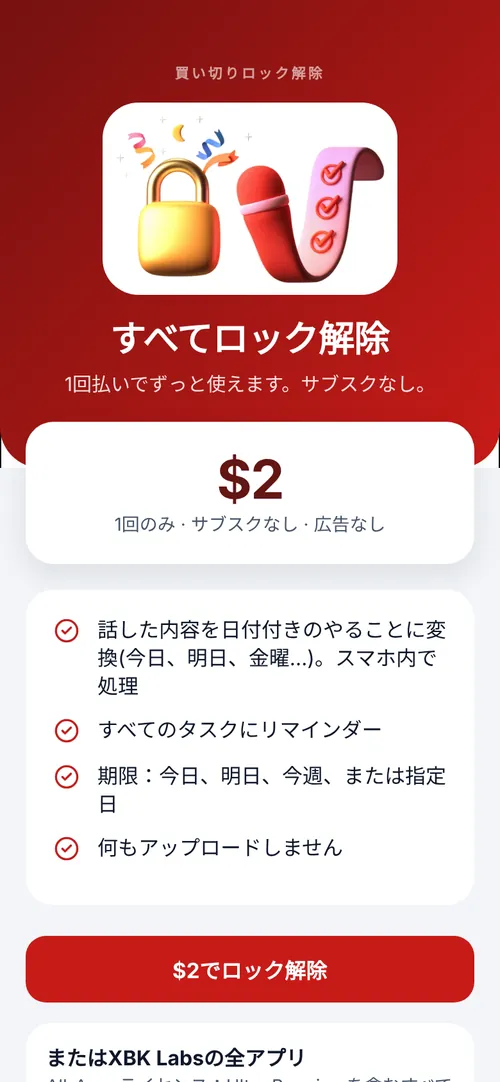 買い切りロック解除
すべてロック解除
1回払いでずっと使えます。サブスクなし。
$2
1回のみ · サブスクなし · 広告なし
話した内容を日付付きのやることに変
換(今日、明日、金曜...)。スマホ内で
処理
すべてのタスクにリマインダー
期限：今日、明日、今週、または指定
日
何もアップロードしません
$2でロック解除
またはXBK Labsの全アプリ